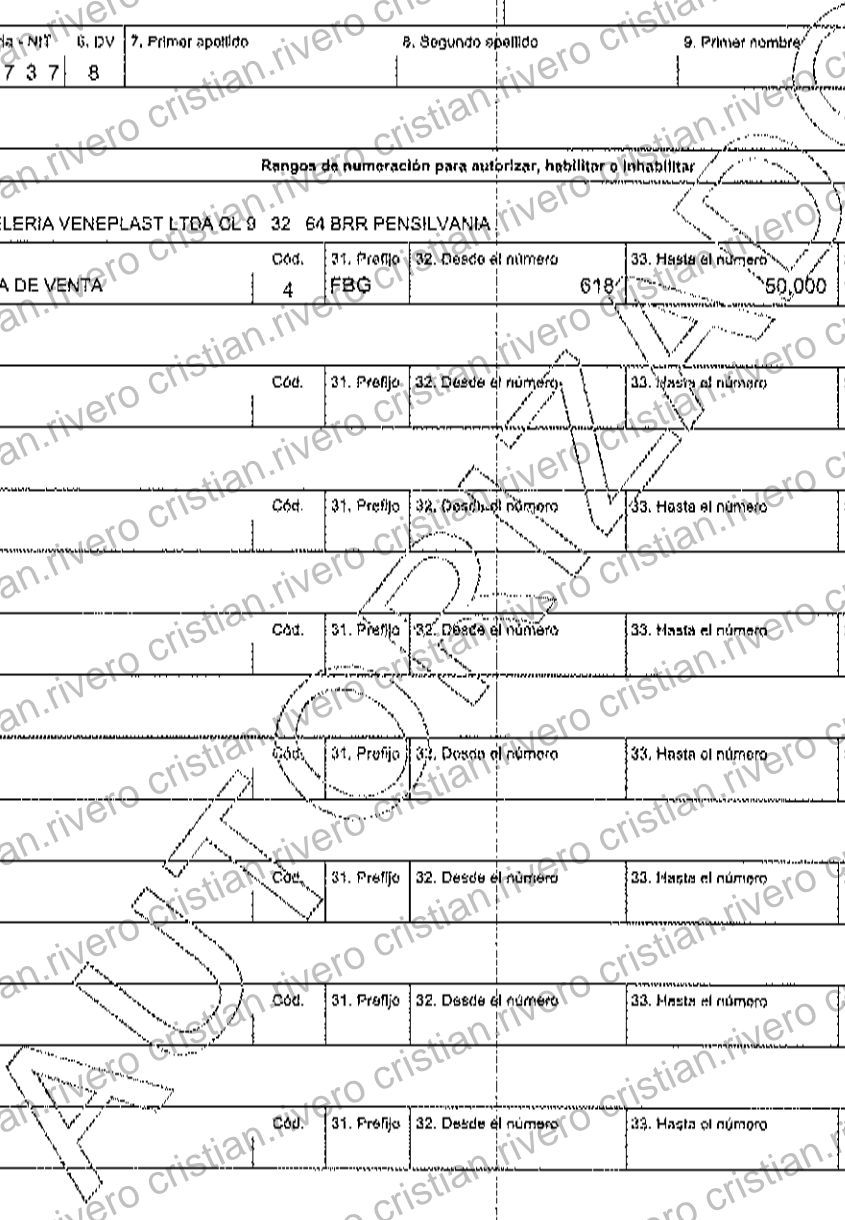 NIT 6. DV 7. Primer apellido 8. Segundo apellido 9. Primer nombre
7 3 7 8
Rangos de numeración para autorizar, habilitar o inhabilitar
ELERIA VENEPLAST LTDA CL 9 32 64 BRR PENSILVANIA
Cód. 31. Prefijo 32. Desde el número 33. Hasta el número
A DE VENTA 4 FBG 618 50,000
Cód. 31. Prefijo 32. Desde el número 33. Hasta el número
Cód. 31. Prefijo 32. Desde el número 33. Hasta el número
Cód. 31. Prefijo 32. Desde el número 33. Hasta el número
Cód. 31. Prefijo 32. Desde el número 33. Hasta el número
Cód. 31. Prefijo 32. Desde el número 33. Hasta el número
Cód. 31. Prefijo 32. Desde el número 33. Hasta el número
Cód. 31. Prefijo 32. Desde el número 33. Hasta el número
AUTORIZADO
cristian.rivero cristian.rivero cristian.rivero